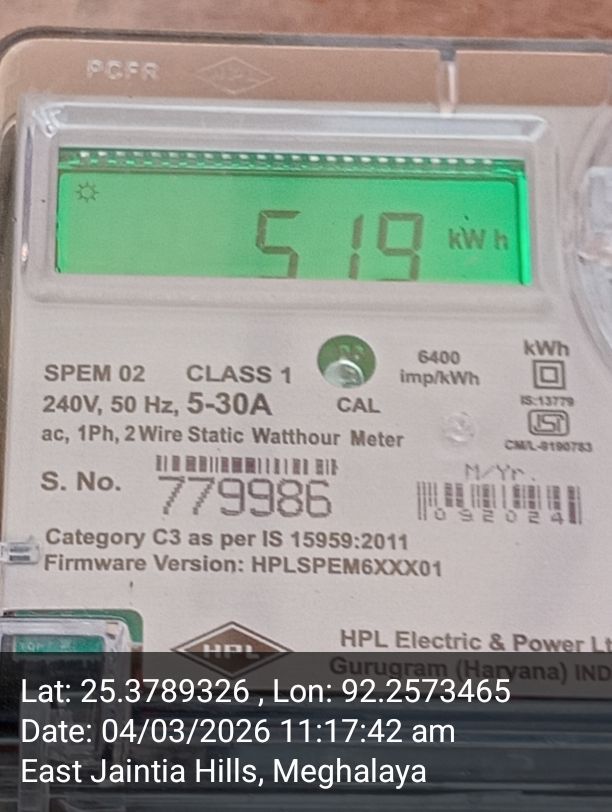 PCFR HPL
519 kWh
SPEM 02 CLASS 1 6400 imp/kWh kWh
240V, 50 Hz, 5-30A CAL IS:13779
ac, 1Ph, 2 Wire Static Watthour Meter CM/L-9190783
S. No. 779986 M/Yr. 092024
Category C3 as per IS 15959:2011
Firmware Version: HPLSPEM6XXX01
HPL HPL Electric & Power Lt
Gurugram (Haryana) IND
Lat: 25.3789326 , Lon: 92.2573465
Date: 04/03/2026 11:17:42 am
East Jaintia Hills, Meghalaya